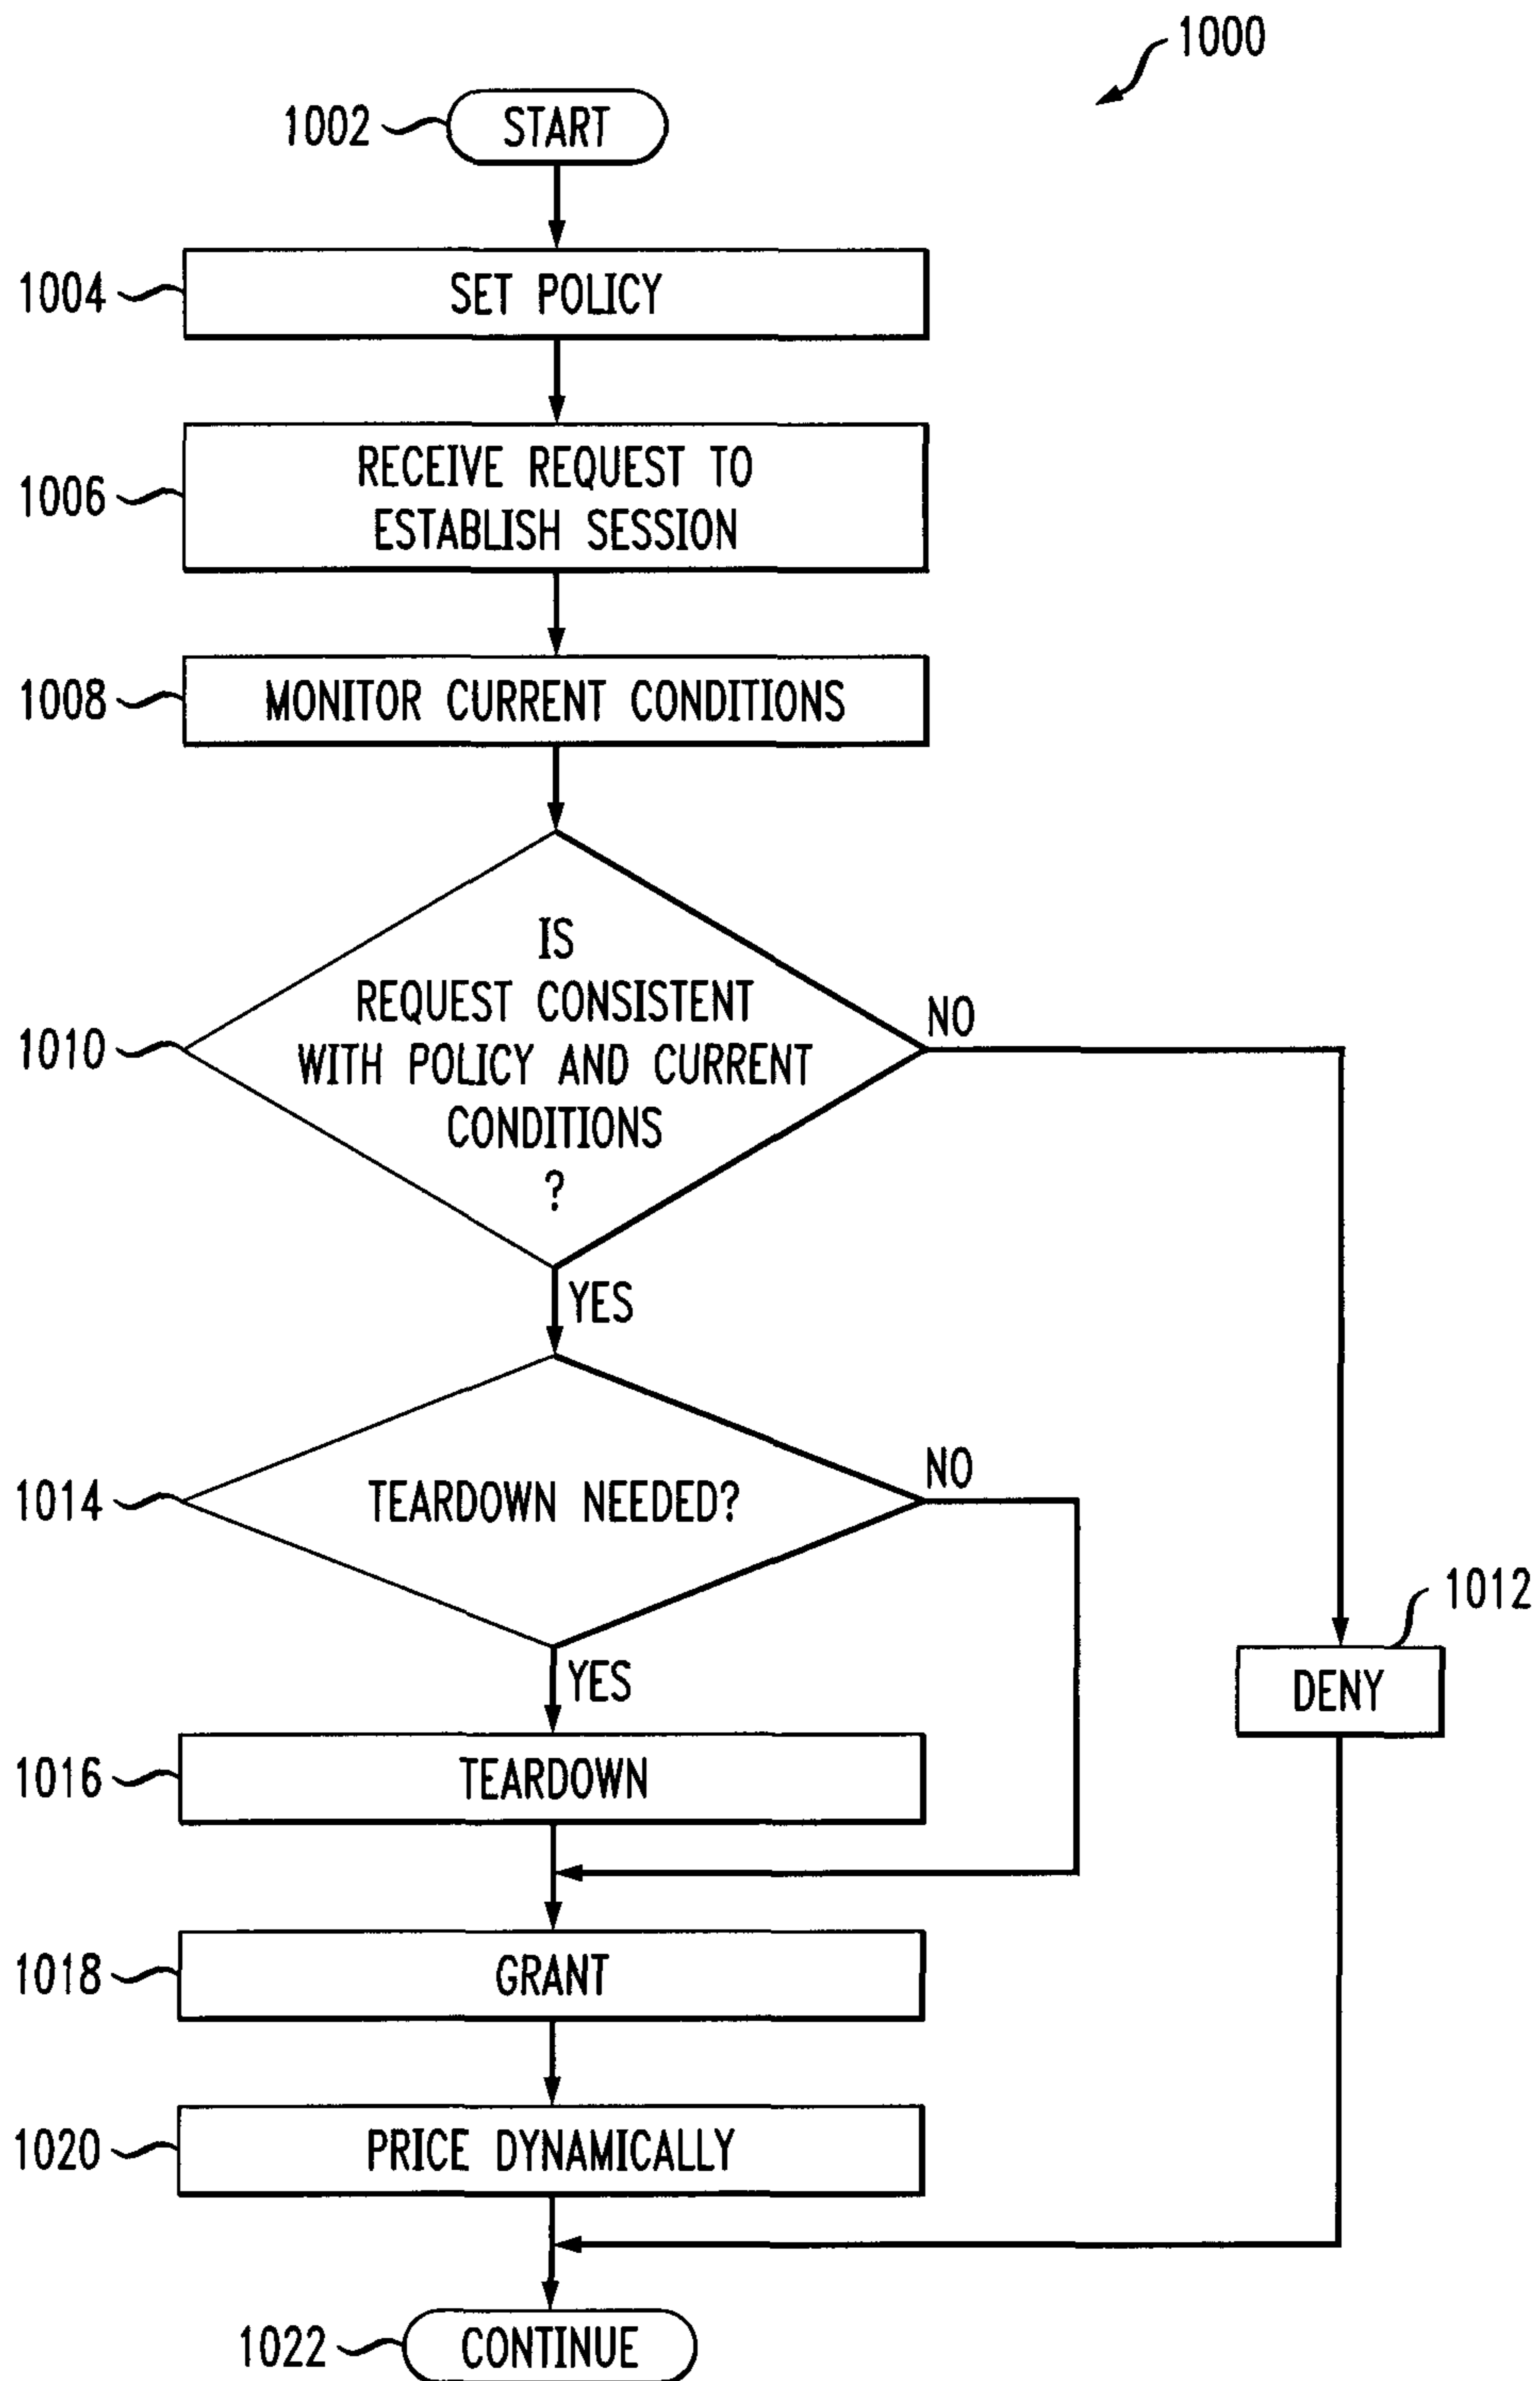 1000
1002
START
1004
SET POLICY
1006
RECEIVE REQUEST TO
ESTABLISH SESSION
1008
MONITOR CURRENT CONDITIONS
1010
IS
REQUEST CONSISTENT
WITH POLICY AND CURRENT
CONDITIONS
?
NO
YES
1014
TEARDOWN NEEDED?
NO
YES
1012
DENY
1016
TEARDOWN
1018
GRANT
1020
PRICE DYNAMICALLY
1022
CONTINUE